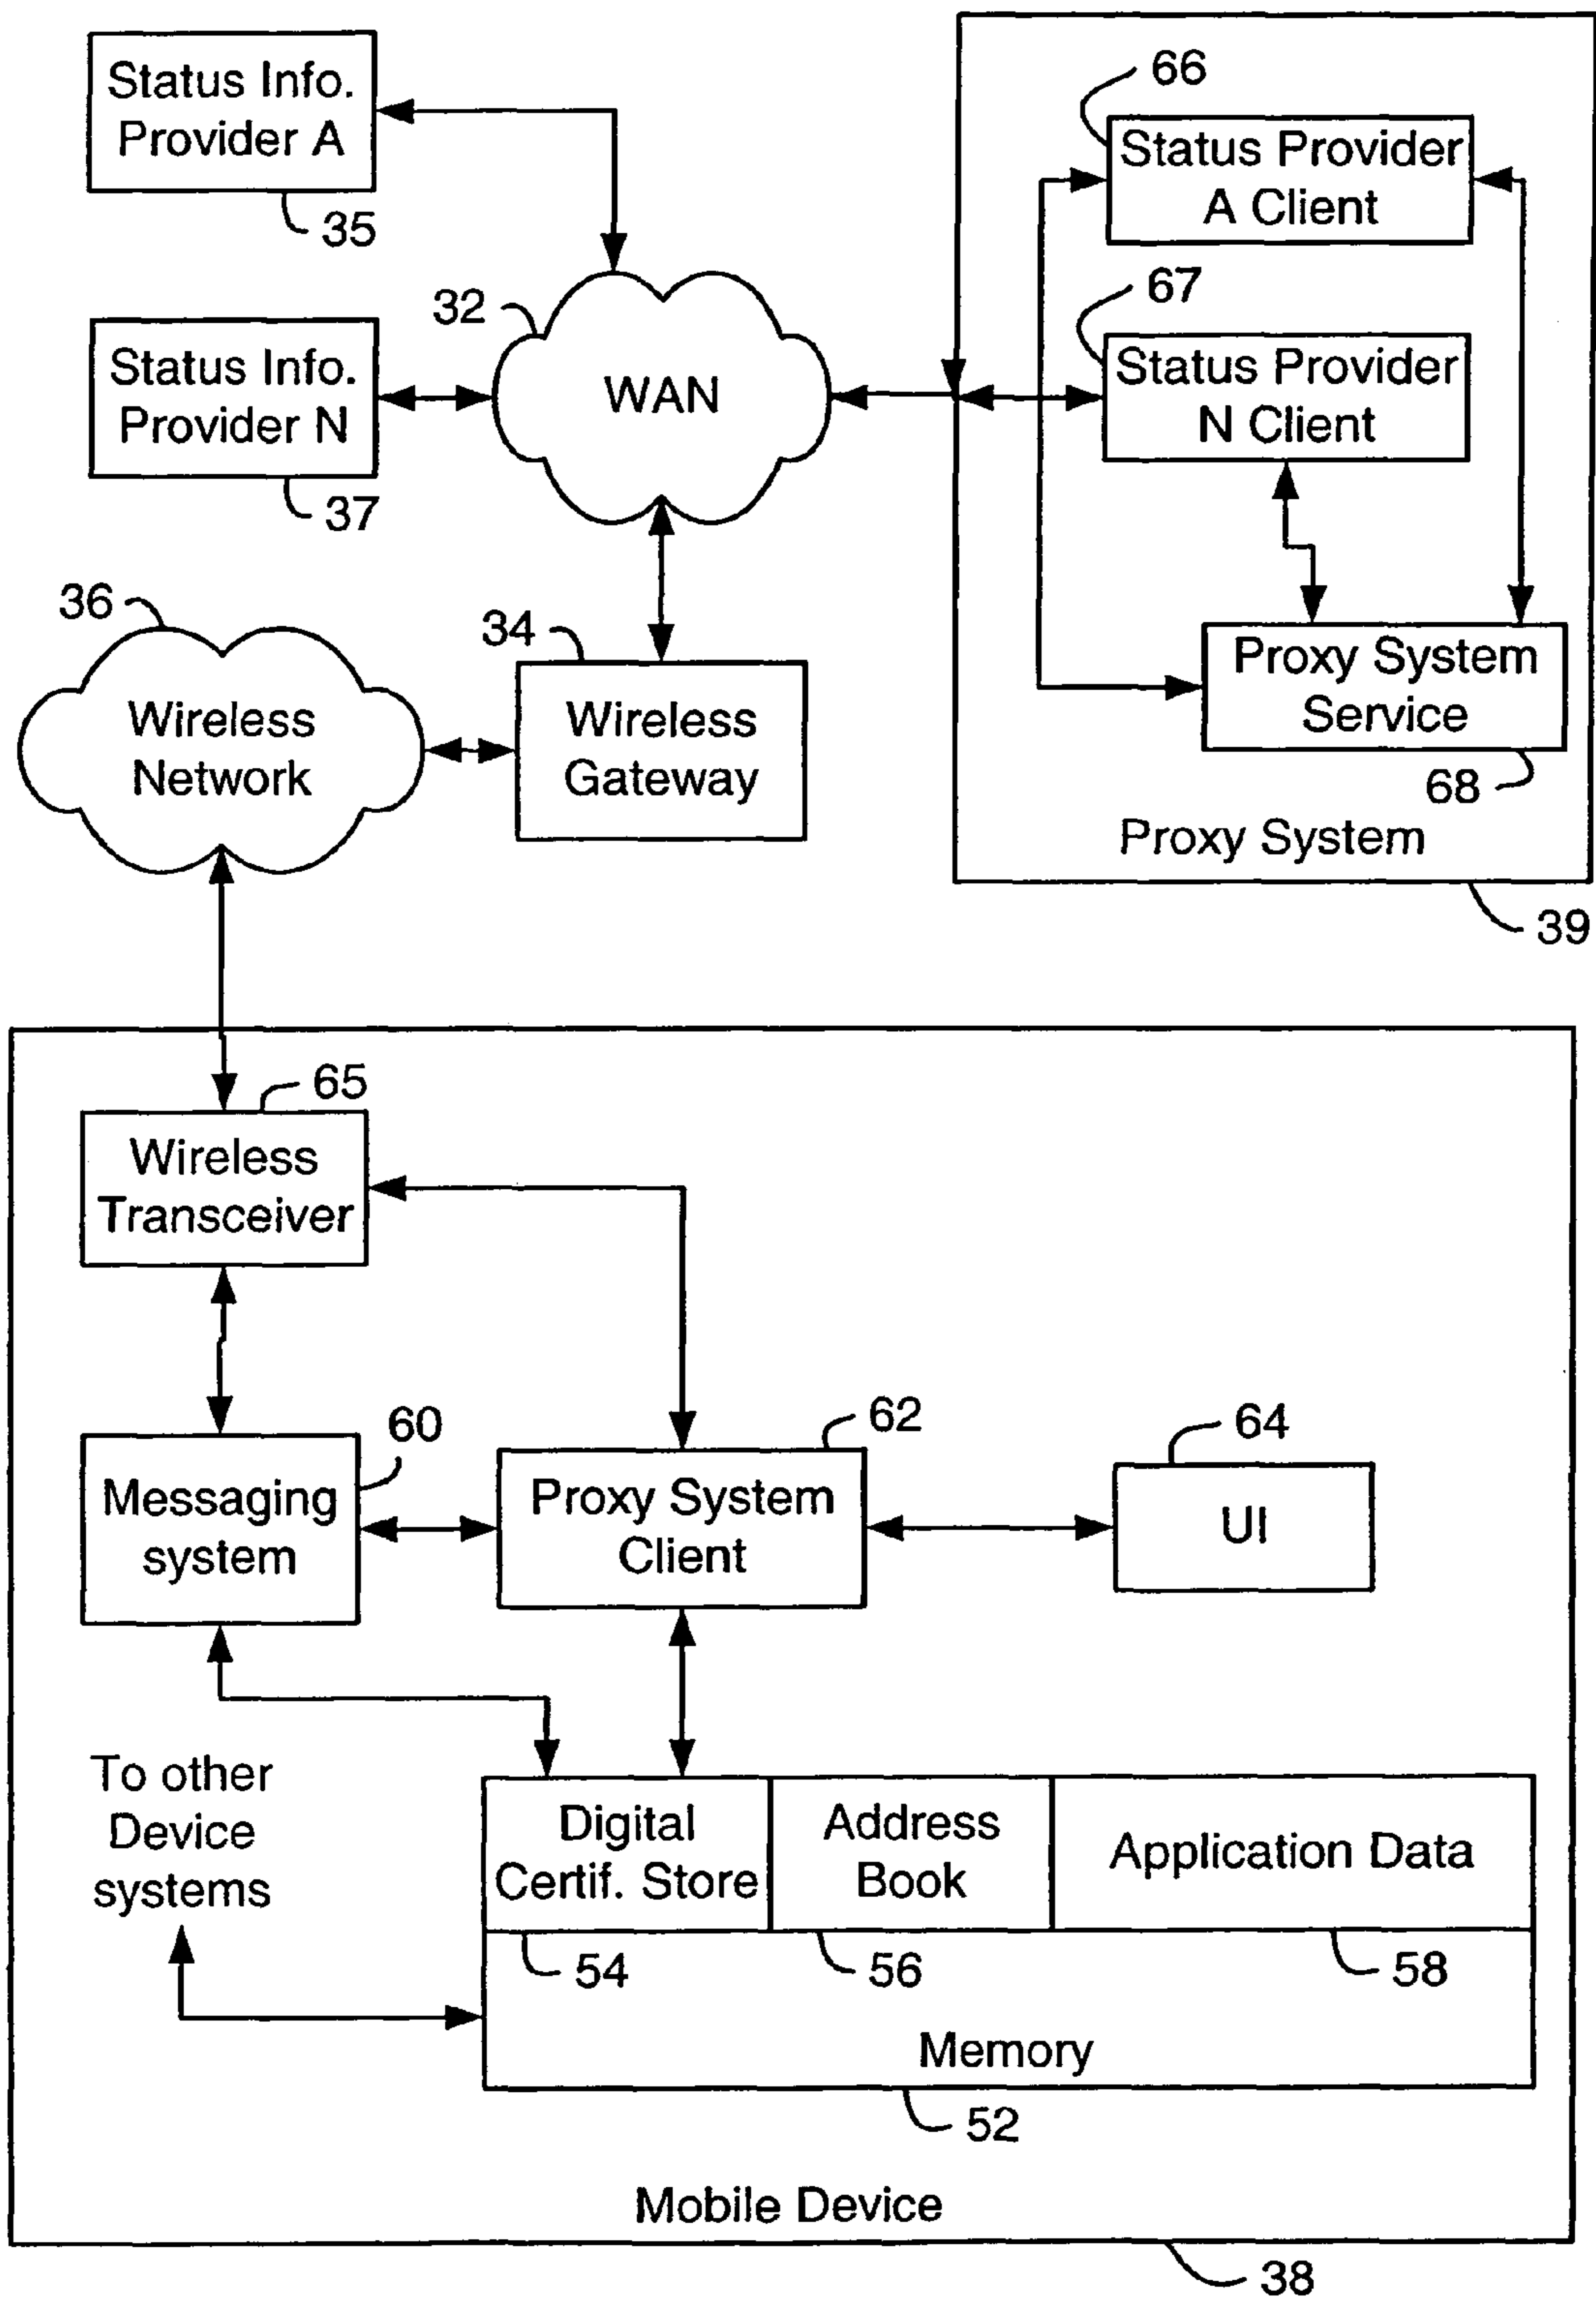 Status Info.
Provider A
35
66
Status Provider
A Client
32
67
Status Info.
Provider N
WAN
Status Provider
N Client
37
36
34
Wireless
Network
Wireless
Gateway
Proxy System
Service
68
Proxy System
39
65
Wireless
Transceiver
60
62
64
Messaging
system
Proxy System
Client
UI
To other
Device
systems
Digital
Certif. Store
Address
Book
Application Data
54
56
58
Memory
52
Mobile Device
38